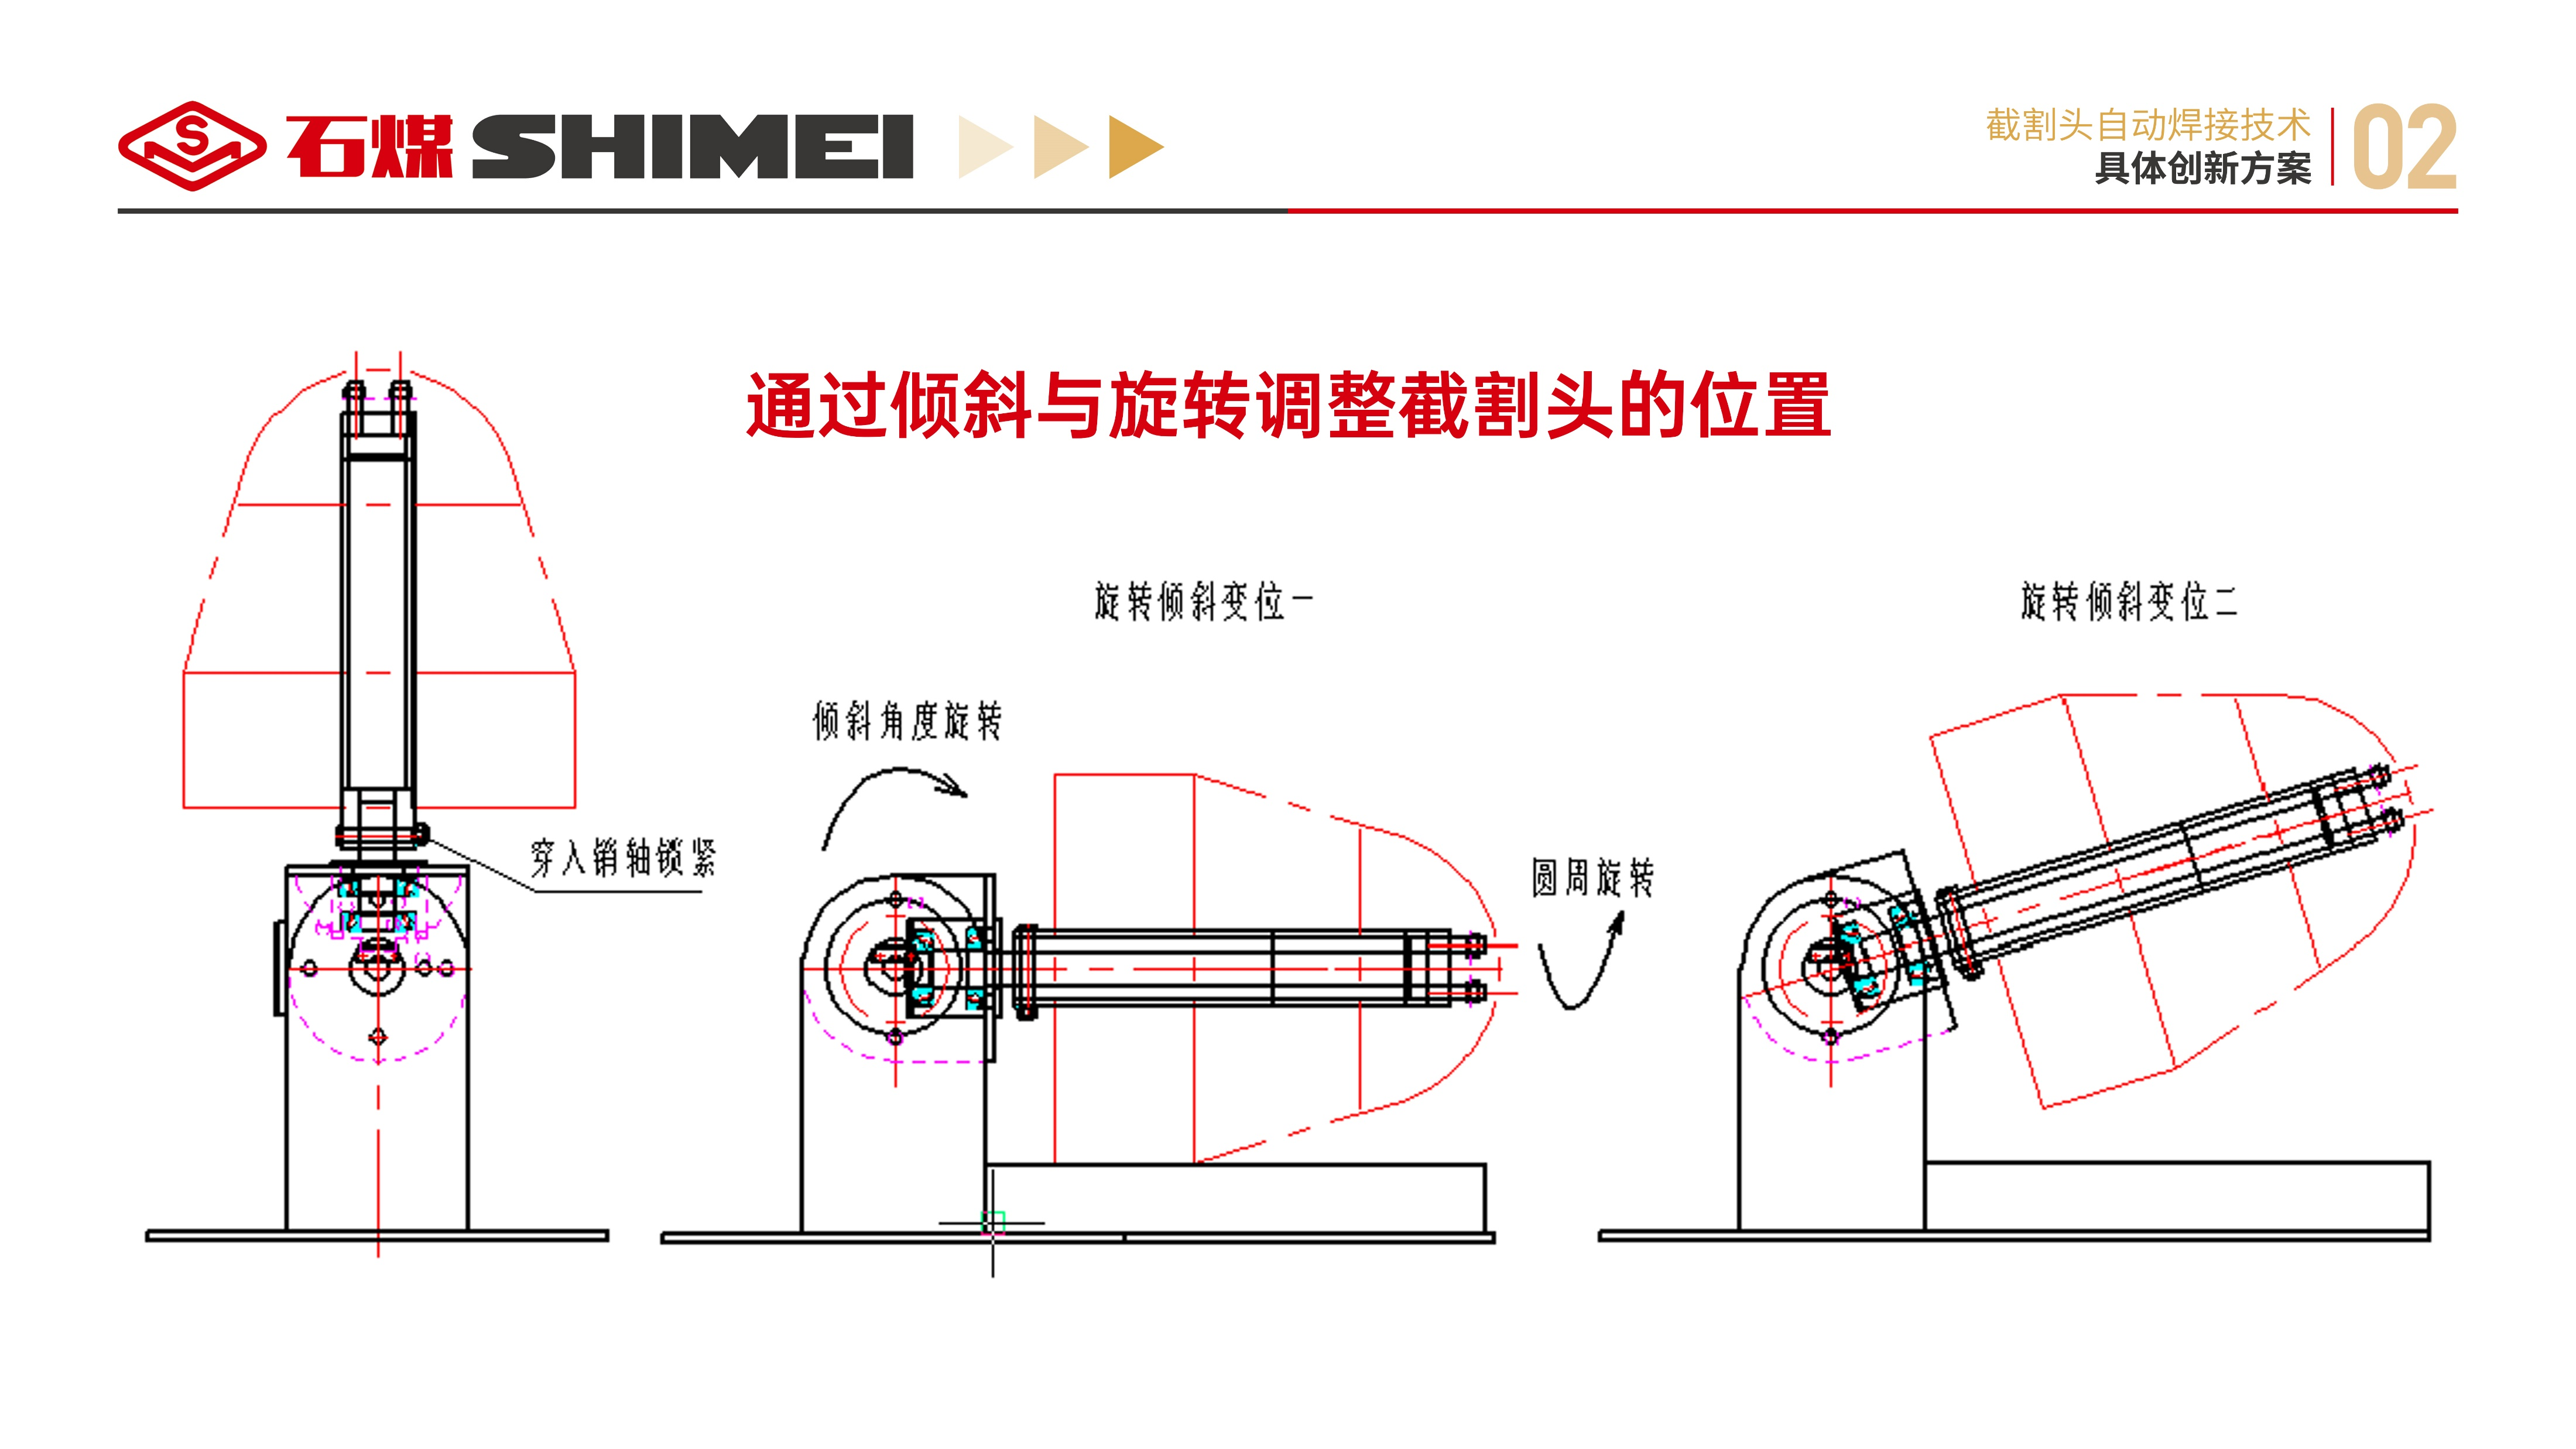 石煤 SHIMEI
截割头自动焊接技术
具体创新方案
02
通过倾斜与旋转调整截割头的位置
旋转倾斜变位一
旋转倾斜变位二
倾斜角度旋转
穿入销轴锁紧
圆周旋转